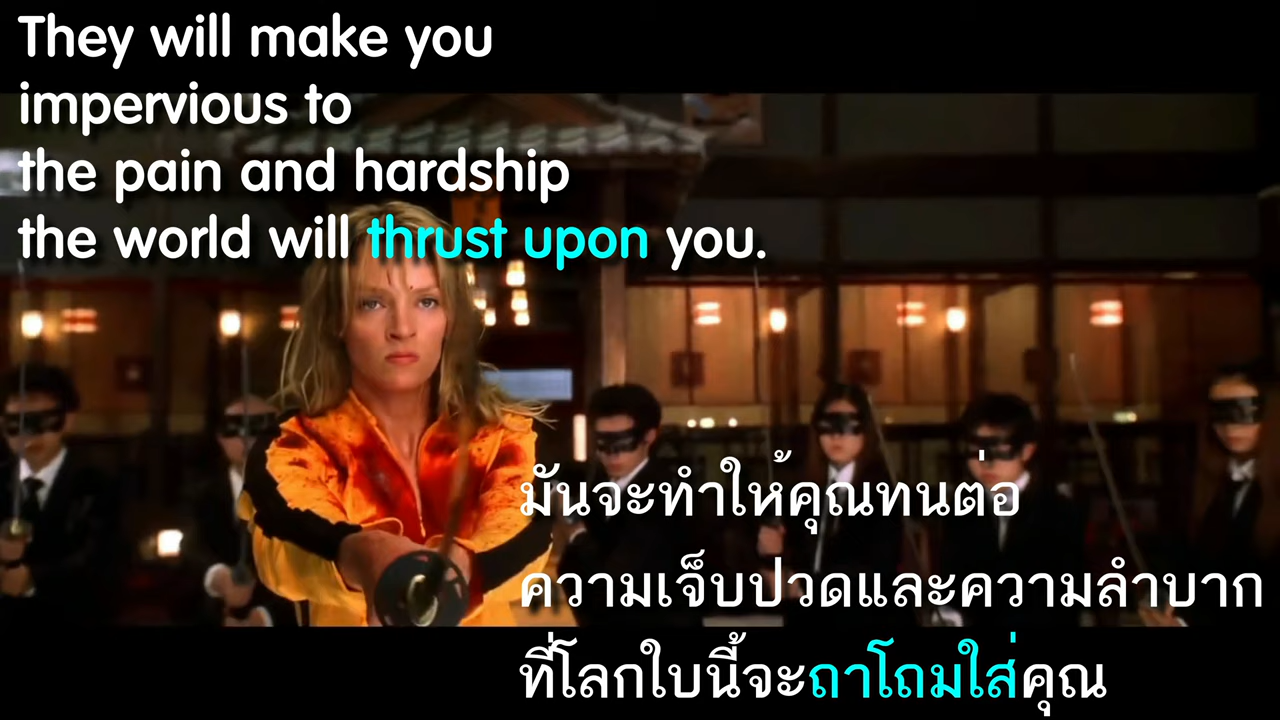 They will make you
impervious to
the pain and hardship
the world will thrust upon you.
มันจะทำให้คุณทนต่อ
ความเจ็บปวดและความลำบาก
ที่โลกใบนี้จะถาโถมใส่คุณ